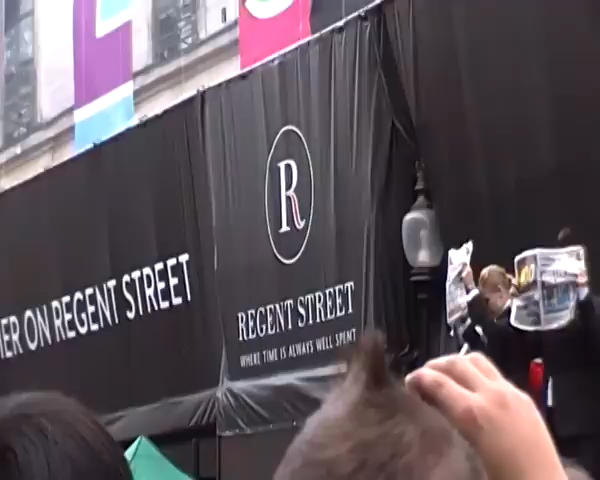 ER ON REGENT STREET
R
REGENT STREET
WHERE TIME IS ALWAYS WELL SPENT